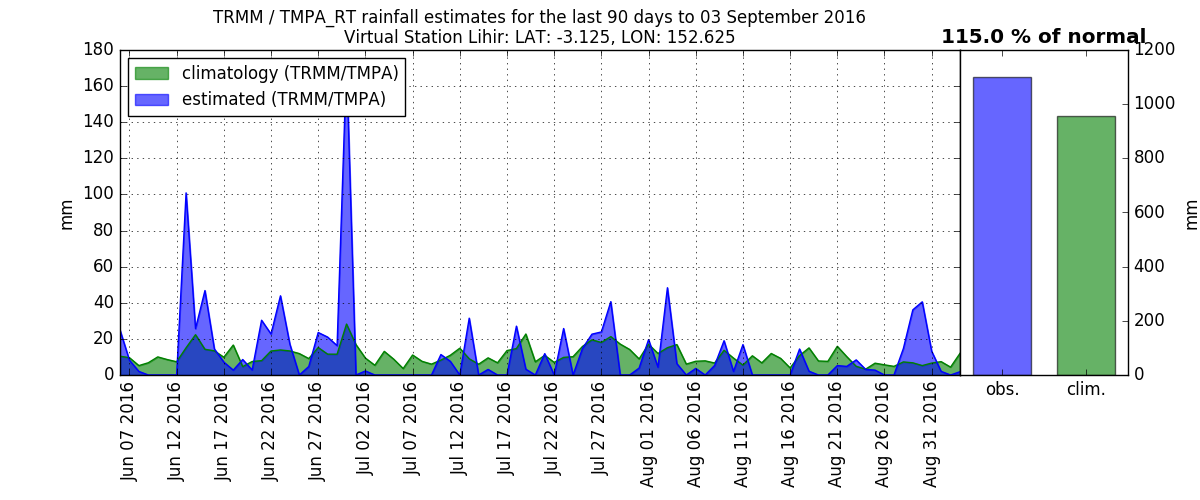 TRMM / TMPA_RT rainfall estimates for the last 90 days to 03 September 2016
Virtual Station Lihir: LAT: -3.125, LON: 152.625
115.0 % of normal
climatology (TRMM/TMPA)
estimated (TRMM/TMPA)
mm
180
160
140
120
100
80
60
40
20
0
Jun 07 2016
Jun 12 2016
Jun 17 2016
Jun 22 2016
Jun 27 2016
Jul 02 2016
Jul 07 2016
Jul 12 2016
Jul 17 2016
Jul 22 2016
Jul 27 2016
Aug 01 2016
Aug 06 2016
Aug 11 2016
Aug 16 2016
Aug 21 2016
Aug 26 2016
Aug 31 2016
obs.
clim.
1200
1000
800
600
400
200
0
mm